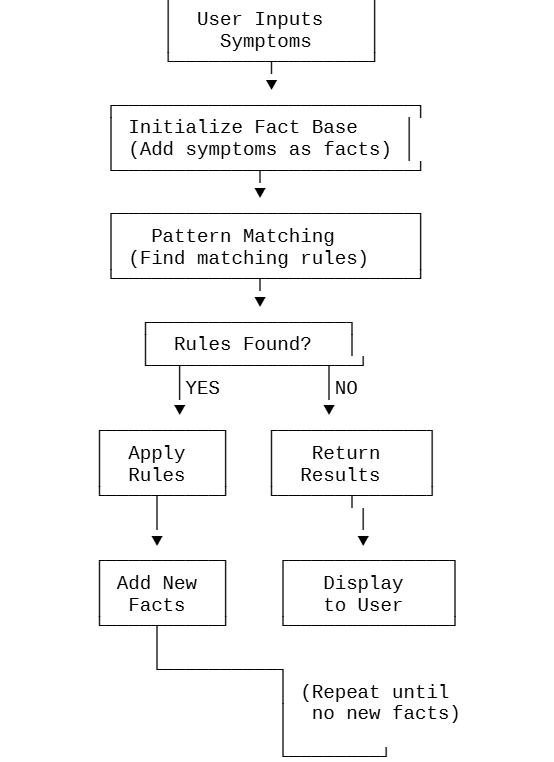 User Inputs
Symptoms
Initialize Fact Base
(Add symptoms as facts)
Pattern Matching
(Find matching rules)
Rules Found?
YES
NO
Apply
Rules
Return
Results
Add New
Facts
Display
to User
(Repeat until
no new facts)